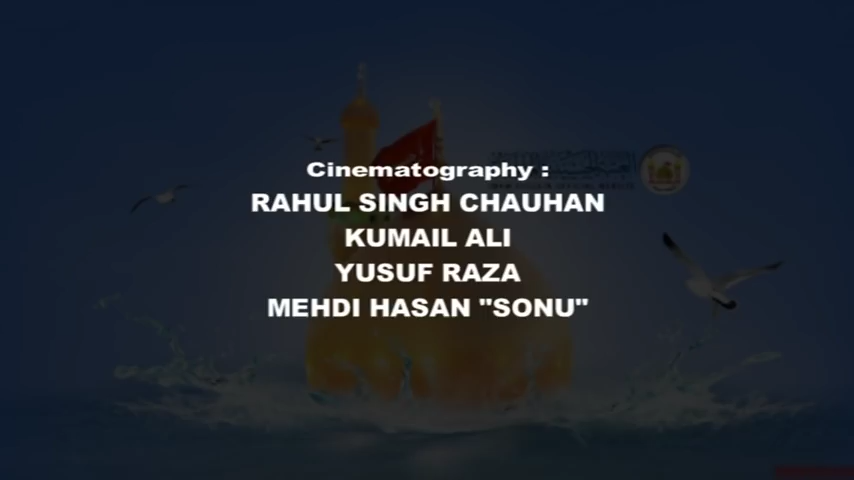 Cinematography :
RAHUL SINGH CHAUHAN
KUMAIL ALI
YUSUF RAZA
MEHDI HASAN "SONU"